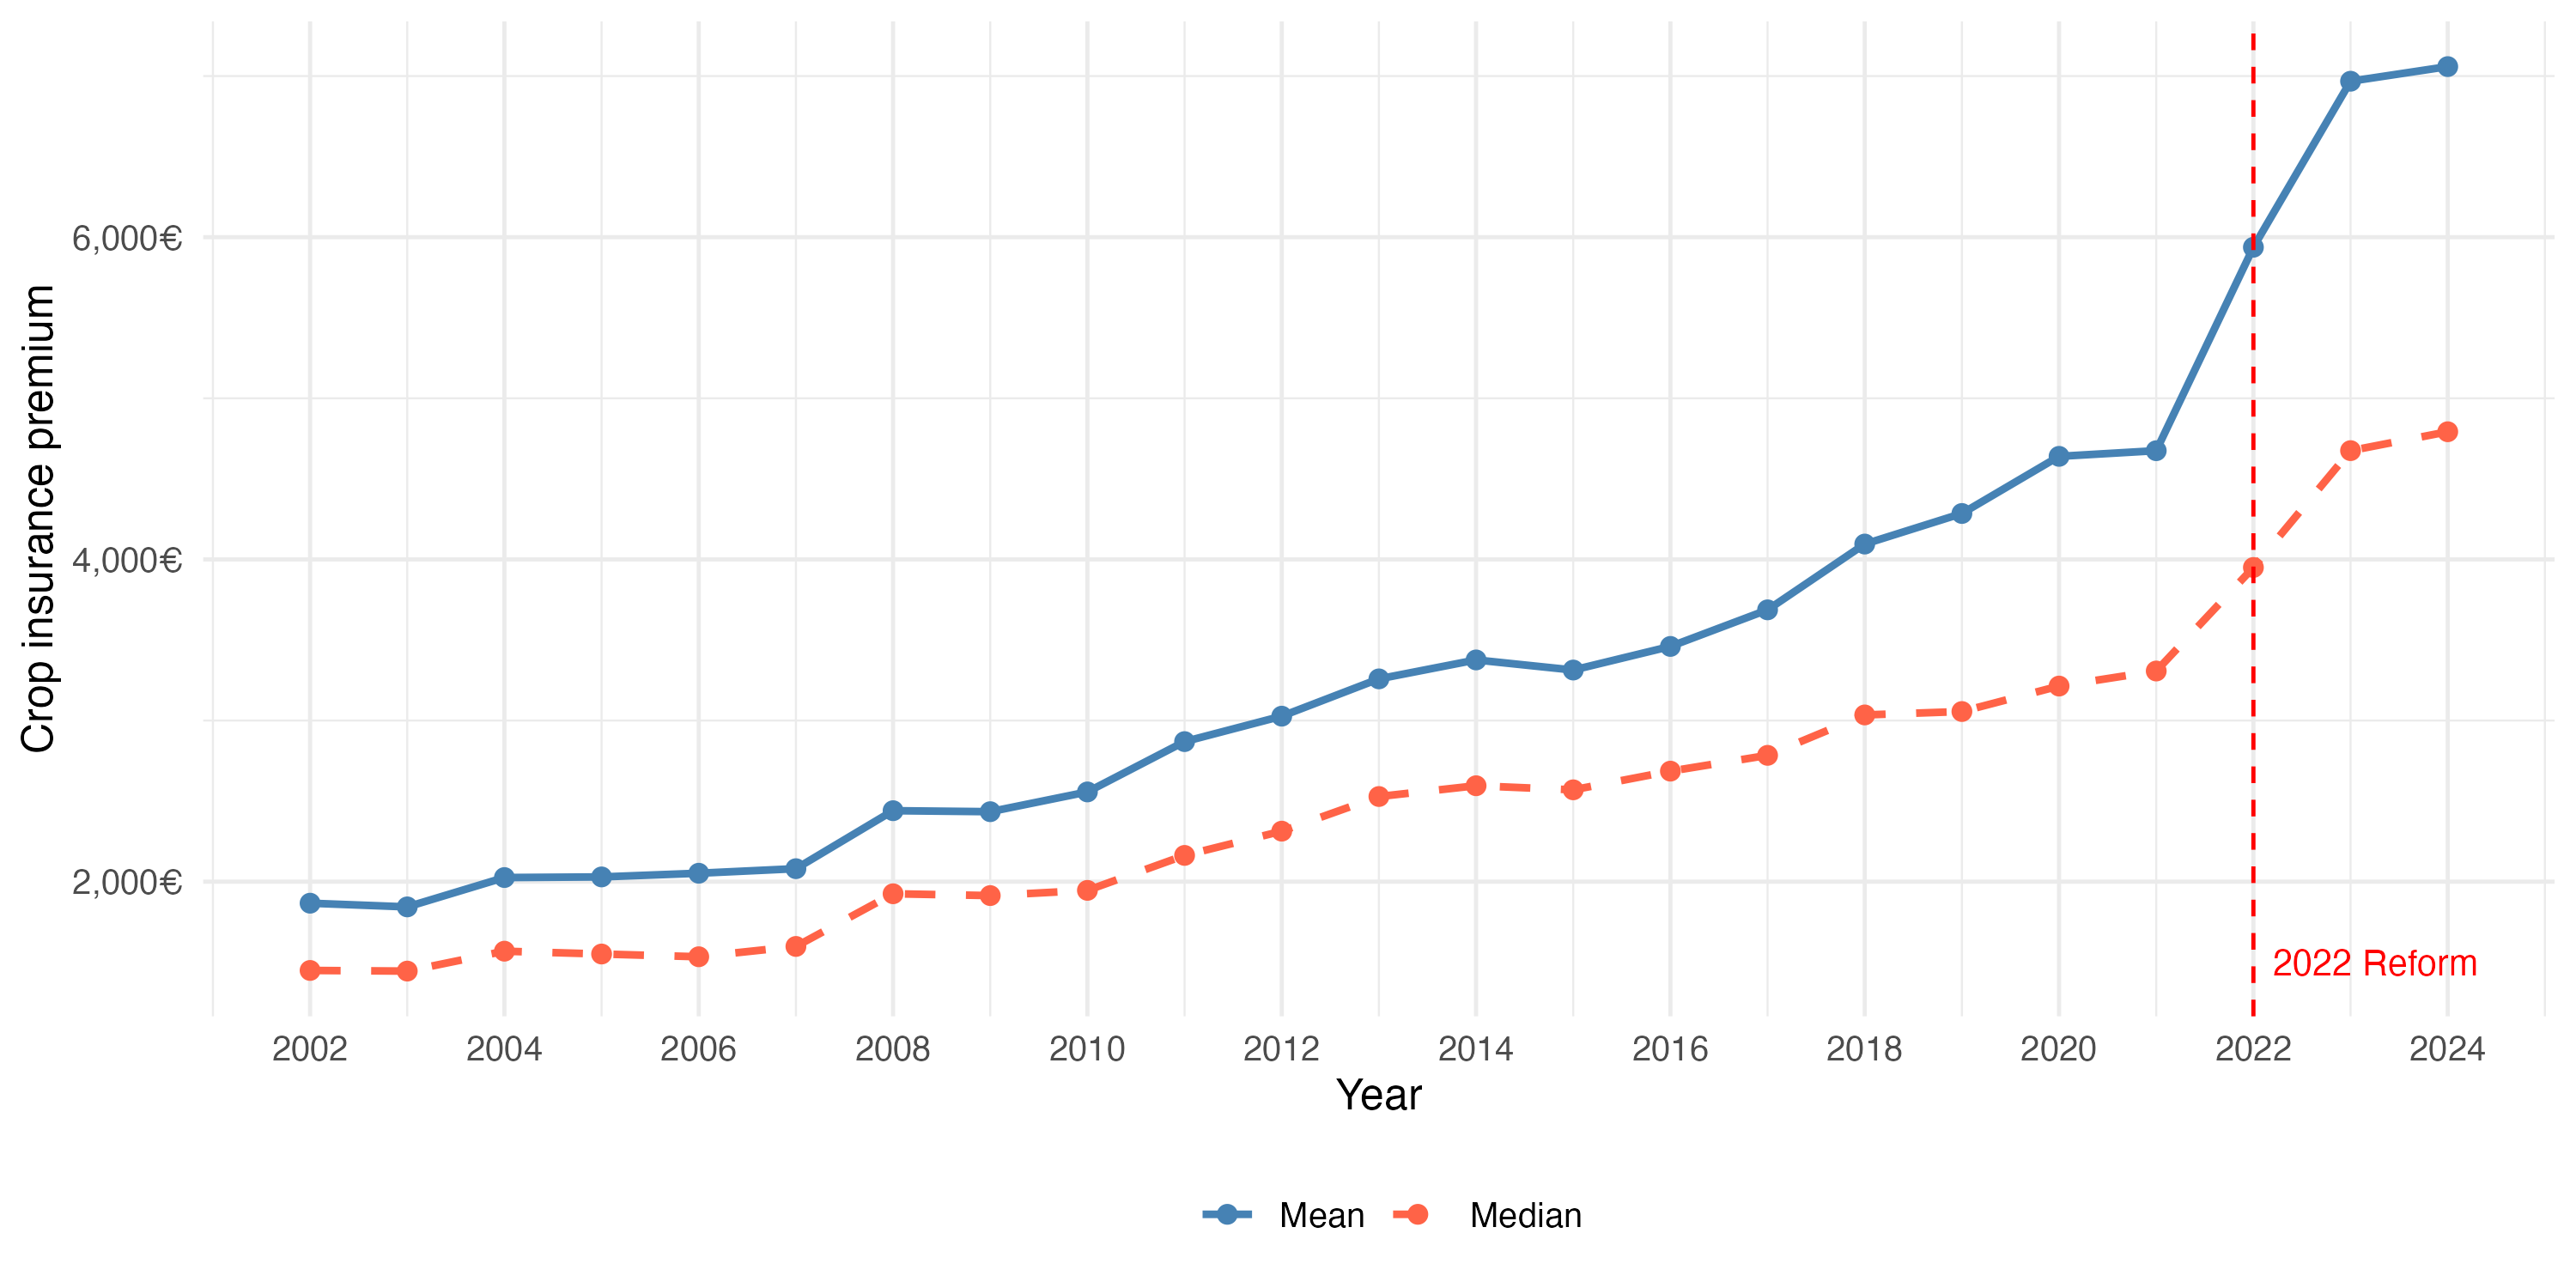 Crop insurance premium
6,000€
4,000€
2,000€
2022 Reform
2002 2004 2006 2008 2010 2012 2014 2016 2018 2020 2022 2024
Year
Mean Median